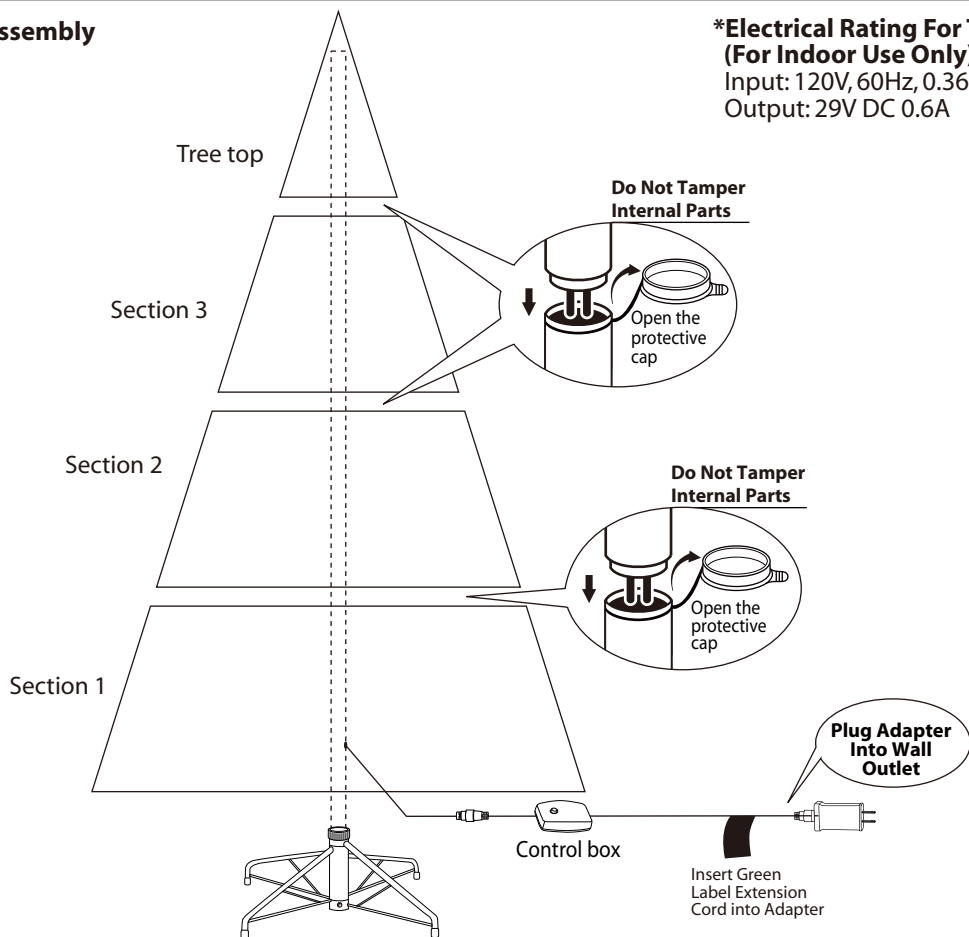 ssembly
*Electrical Rating For
(For Indoor Use Only)
Input: 120V, 60Hz, 0.36
Output: 29V DC 0.6A
Tree top
Do Not Tamper
Internal Parts
Open the
protective
cap
Section 3
Section 2
Do Not Tamper
Internal Parts
Open the
protective
cap
Section 1
Plug Adapter
Into Wall
Outlet
Control box
Insert Green
Label Extension
Cord into Adapter